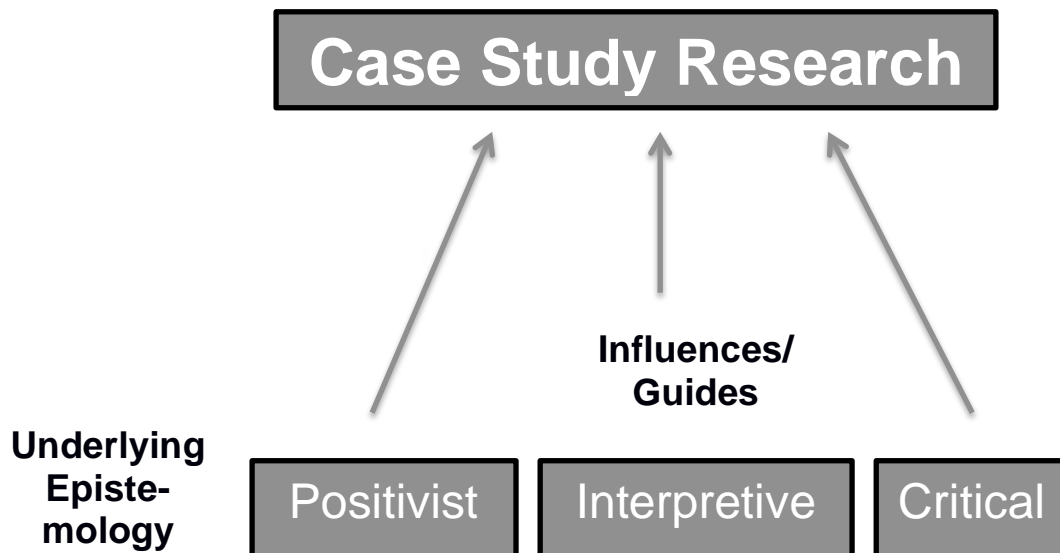 Case Study Research
Influences/
Guides
Underlying
Episte-
mology
Positivist
Interpretive
Critical